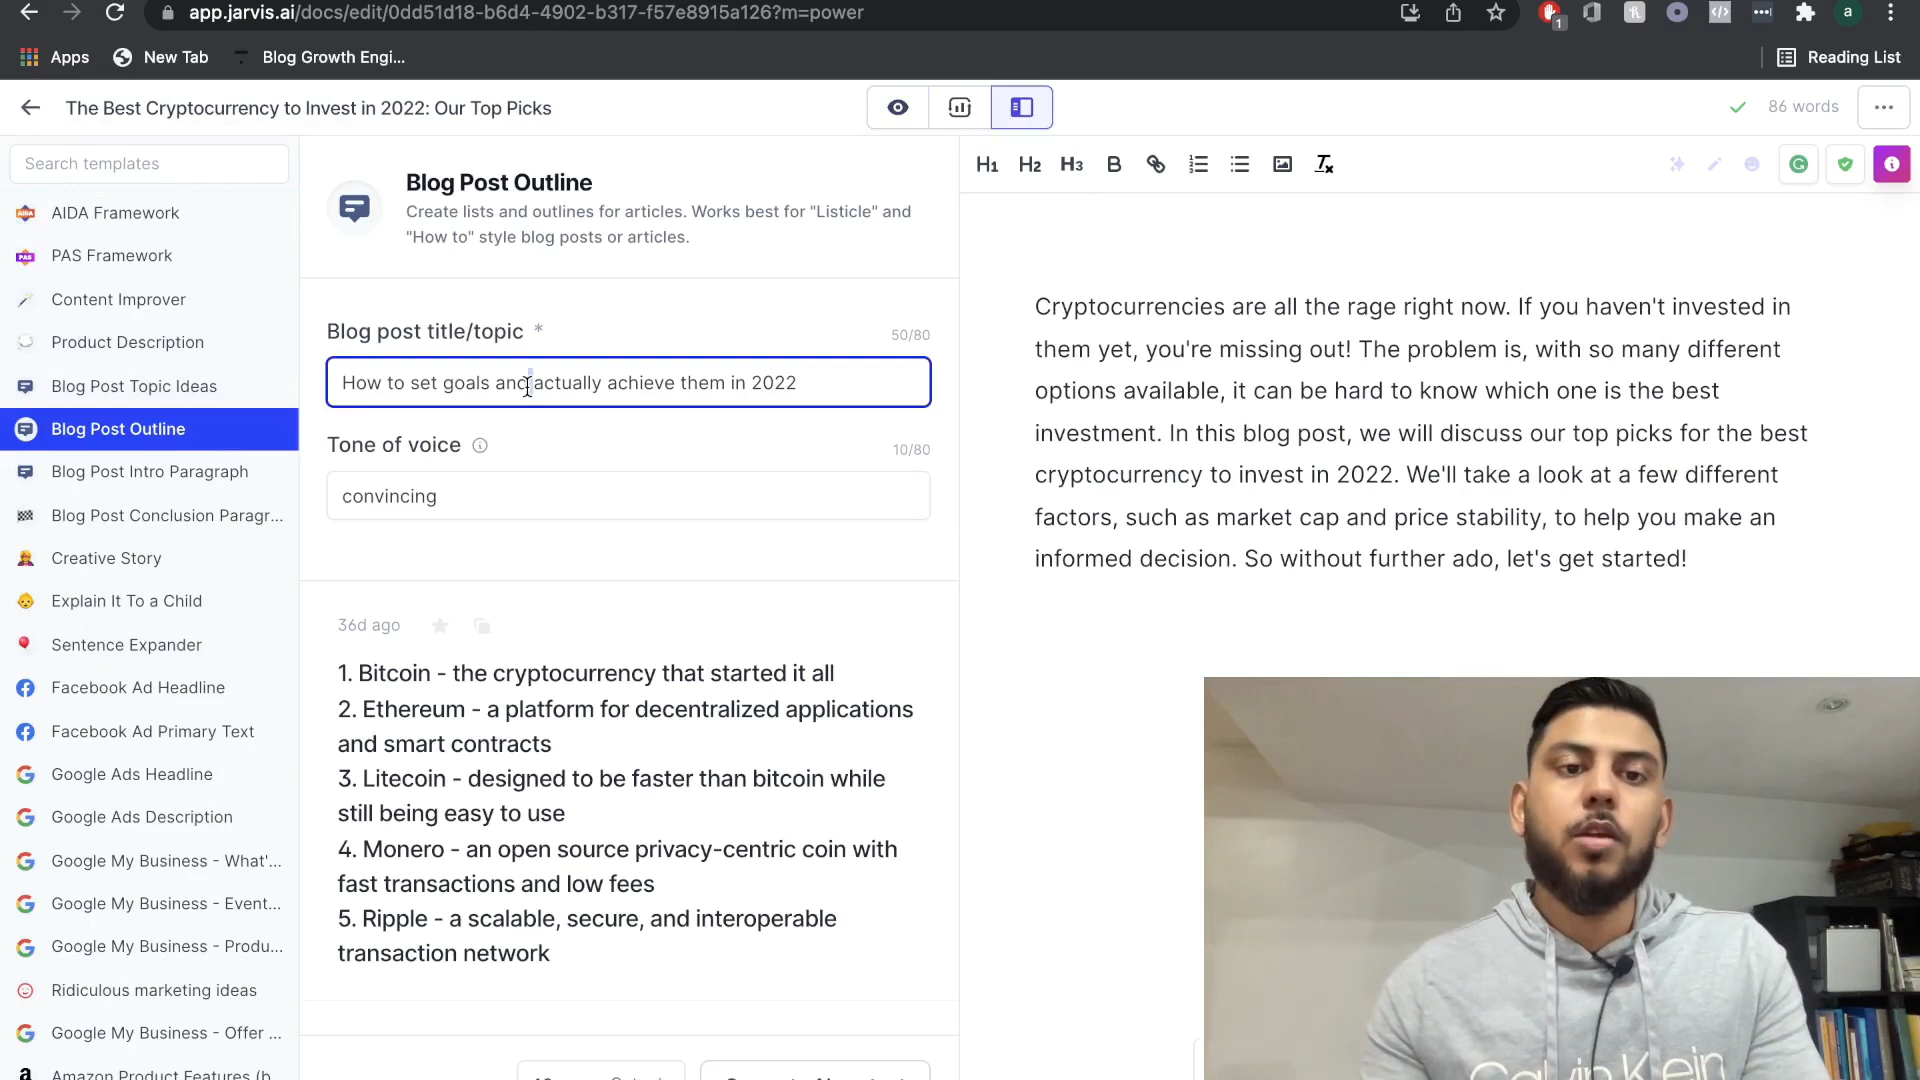 app.jarvis.ai/docs/edit/0dd51d18-b6d4-4902-b317-f57e8915a126?m=power
1
a
Apps
New Tab
Blog Growth Engi...
Reading List
The Best Cryptocurrency to Invest in 2022: Our Top Picks
86 words
Search templates
AIDA Framework
PAS Framework
Content Improver
Product Description
Blog Post Topic Ideas
Blog Post Outline
Blog Post Intro Paragraph
Blog Post Conclusion Paragr...
Creative Story
Explain It To a Child
Sentence Expander
Facebook Ad Headline
Facebook Ad Primary Text
Google Ads Headline
Google Ads Description
Google My Business - What'...
Google My Business - Event...
Google My Business - Produ...
Ridiculous marketing ideas
Google My Business - Offer ...
Amazon Product Features (b...
Blog Post Outline
Create lists and outlines for articles. Works best for "Listicle" and
"How to" style blog posts or articles.
Blog post title/topic *
50/80
How to set goals and actually achieve them in 2022
Tone of voice
10/80
convincing
36d ago
1. Bitcoin - the cryptocurrency that started it all
2. Ethereum - a platform for decentralized applications
and smart contracts
3. Litecoin - designed to be faster than bitcoin while
still being easy to use
4. Monero - an open source privacy-centric coin with
fast transactions and low fees
5. Ripple - a scalable, secure, and interoperable
transaction network
H1 H2 H3 B
Cryptocurrencies are all the rage right now. If you haven't invested in
them yet, you're missing out! The problem is, with so many different
options available, it can be hard to know which one is the best
investment. In this blog post, we will discuss our top picks for the best
cryptocurrency to invest in 2022. We'll take a look at a few different
factors, such as market cap and price stability, to help you make an
informed decision. So without further ado, let's get started!
Calvin Klein